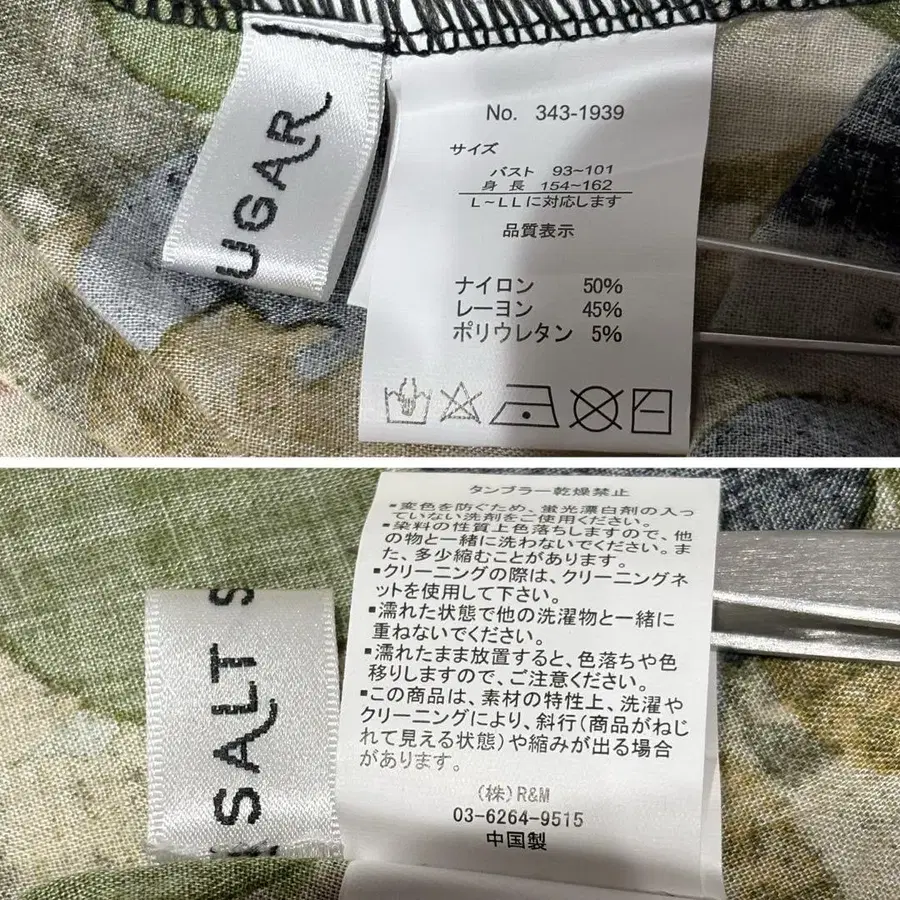 UGAR
No. 343-1939
サイズ
バスト 93~101
身長 154~162
L~LLに対応します
品質表示
ナイロン 50%
レーヨン 45%
ポリウレタン 5%
SALT S
タンブラー乾燥禁止
▪変色を防ぐため、蛍光漂白剤の入っ
ていない洗剤をご使用ください。
▪染料の性質上色落ちしますので、他
の物と一緒に洗わないでください。ま
た、多少縮むことがあります。
▪クリーニングの際は、クリーニングネ
ットを使用して下さい。
▪濡れた状態で他の洗濯物と一緒に
重ねないでください。
▪濡れたまま放置すると、色落ちや色
移りしますので、ご注意ください。
▪この商品は、素材の特性上、洗濯や
クリーニングにより、斜行(商品がねじ
れて見える状態)や縮みが出る場合
があります。
(株)R&M
03-6264-9515
中国製